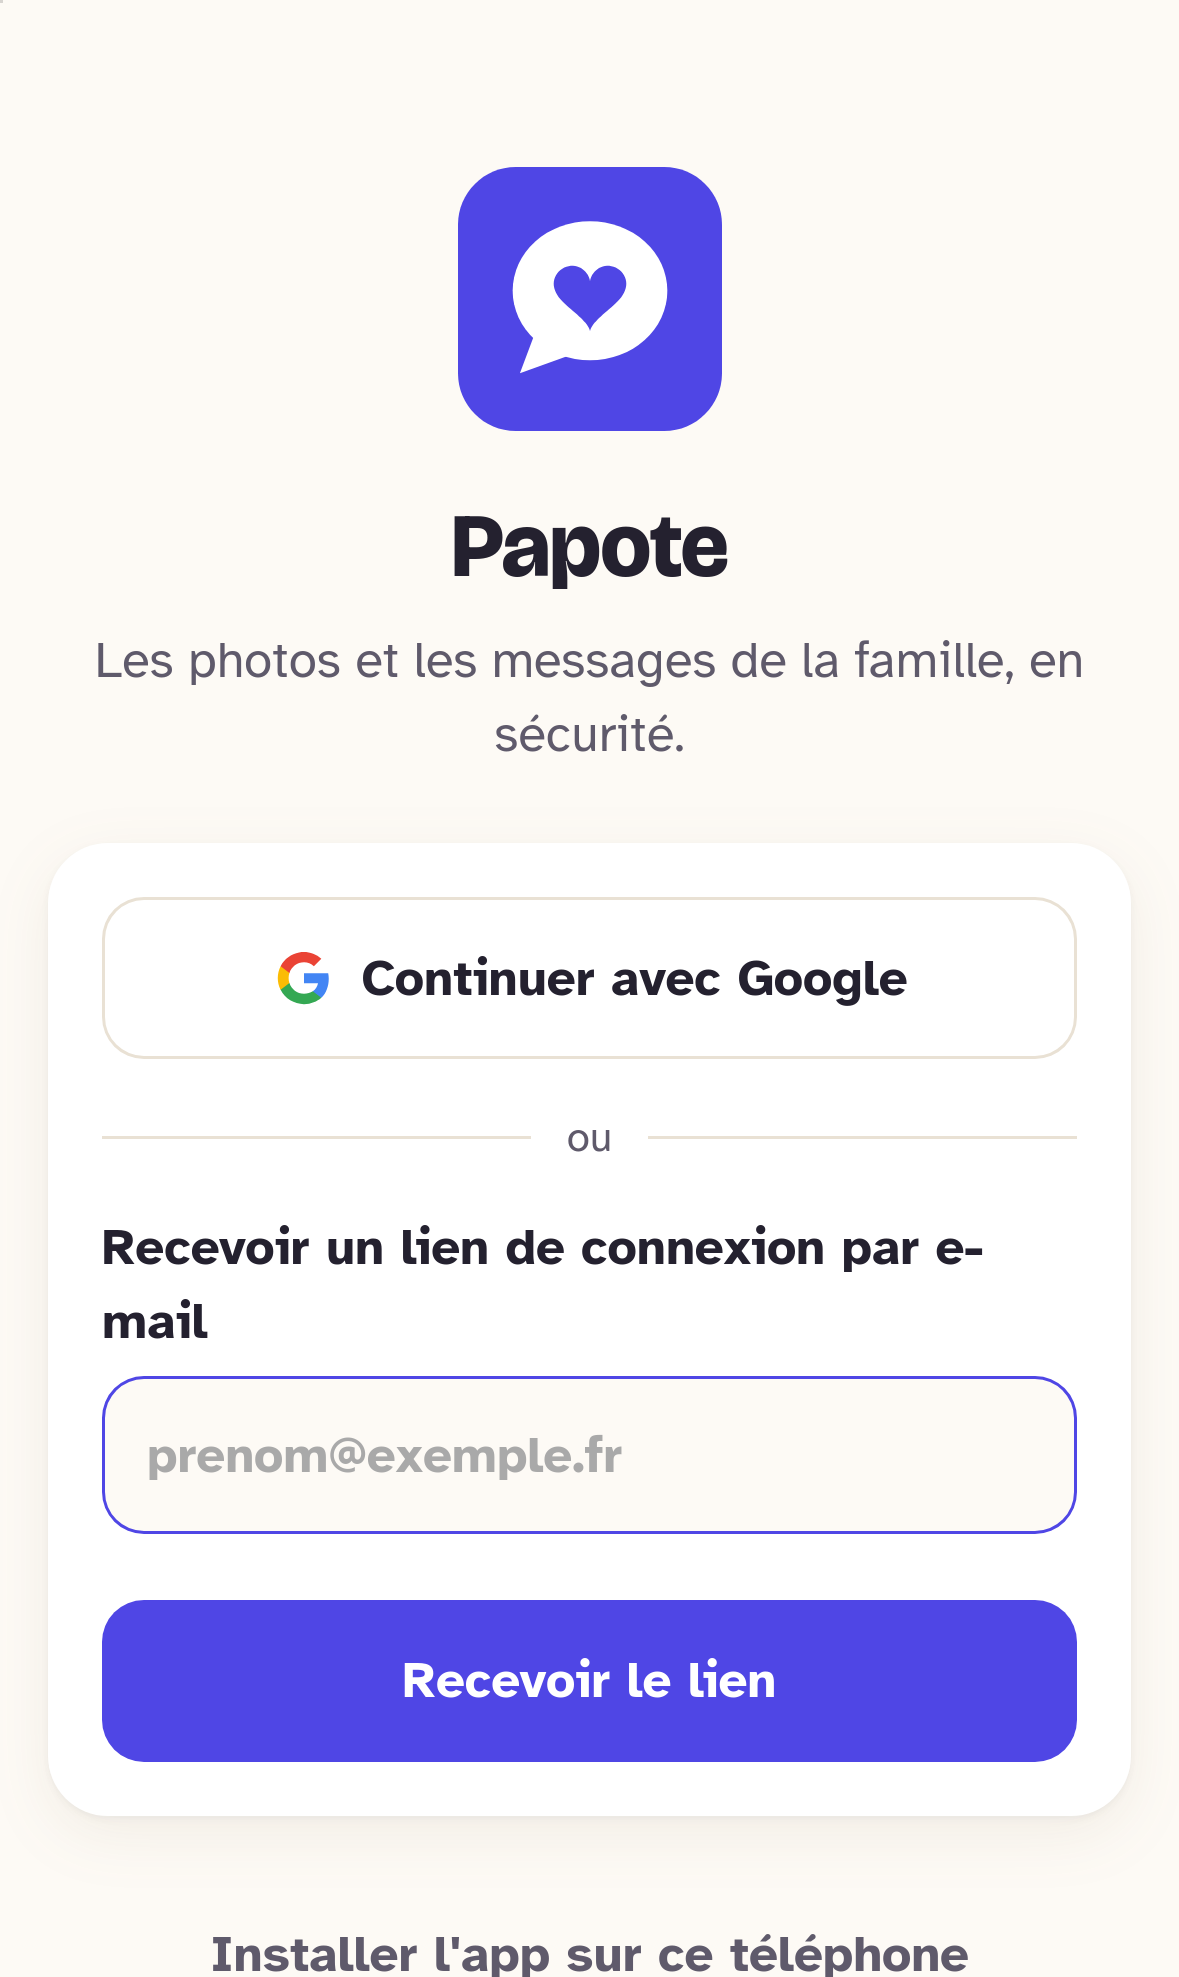 Papote
Les photos et les messages de la famille, en
sécurité.
Continuer avec Google
ou
Recevoir un lien de connexion par e-
mail
prenom@exemple.fr
Recevoir le lien
Installer l'app sur ce téléphone